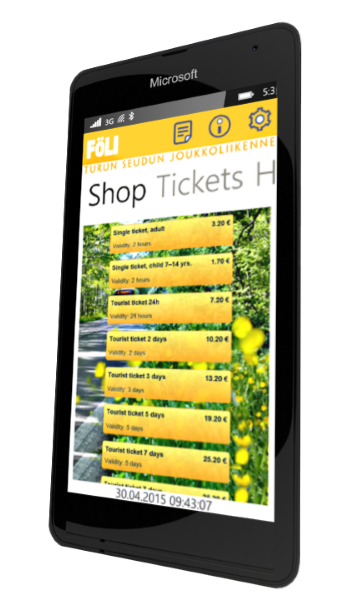 Microsoft
3G 5:3
FöLI
TURUN SEUDUN JOUKKOLIIKENNE
Shop Tickets H
Single ticket, adult 3.20 €
Validity: 2 hours
Single ticket, child 7–14 yrs. 1.70 €
Validity: 2 hours
Tourist ticket 24h 7.20 €
Validity: 24 hours
Tourist ticket 2 days 10.20 €
Validity: 2 days
Tourist ticket 3 days 13.20 €
Validity: 3 days
Tourist ticket 5 days 19.20 €
Validity: 5 days
Tourist ticket 7 days 25.20 €
Validity: 5 days
30.04.2015 09:43:07